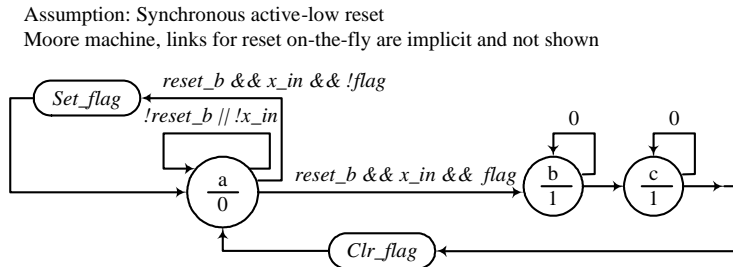 Assumption: Synchronous active-low reset
Moore machine, links for reset on-the-fly are implicit and not shown
reset_b && x_in && !flag
Set_flag
!reset_b || !x_in
0
0
a
0
reset_b && x_in && flag
b
1
c
1
Clr_flag